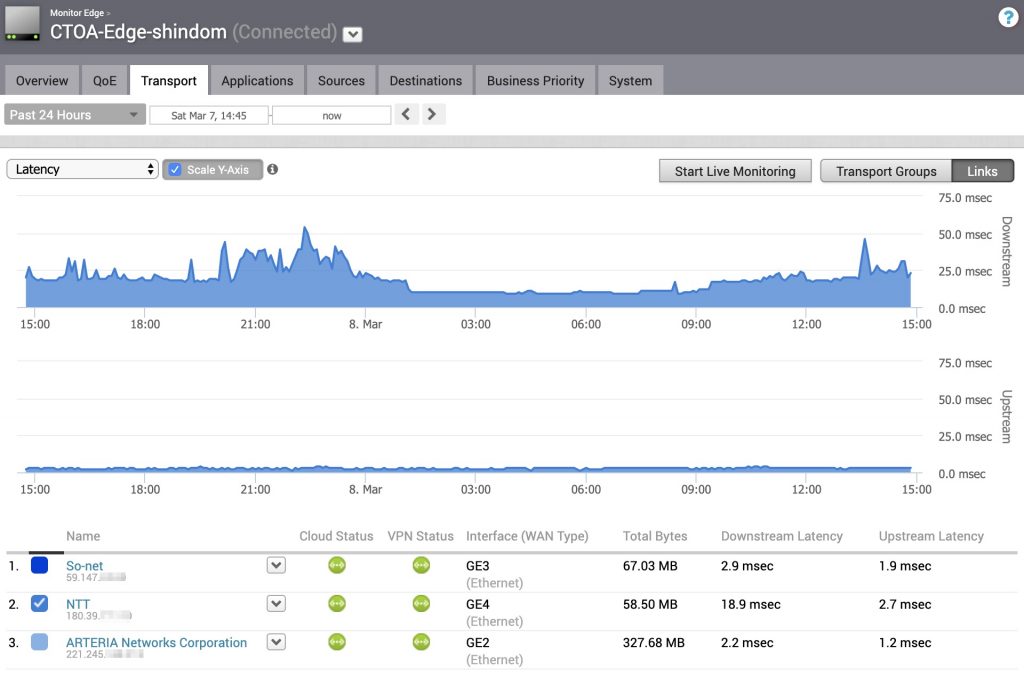 Monitor Edge >
CTOA-Edge-shindom (Connected)
?
Overview QoE Transport Applications Sources Destinations Business Priority System
Past 24 Hours Sat Mar 7, 14:45 - now
Latency Scale Y-Axis i Start Live Monitoring Transport Groups Links
75.0 msec
50.0 msec
25.0 msec
0.0 msec
Downstream
15:00 18:00 21:00 8. Mar 03:00 06:00 09:00 12:00 15:00
75.0 msec
50.0 msec
25.0 msec
0.0 msec
Upstream
15:00 18:00 21:00 8. Mar 03:00 06:00 09:00 12:00 15:00
Name Cloud Status VPN Status Interface (WAN Type) Total Bytes Downstream Latency Upstream Latency
1. So-net GE3 67.03 MB 2.9 msec 1.9 msec
59.147. (Ethernet)
2. NTT GE4 58.50 MB 18.9 msec 2.7 msec
180.39. (Ethernet)
3. ARTERIA Networks Corporation GE2 327.68 MB 2.2 msec 1.2 msec
221.245. (Ethernet)